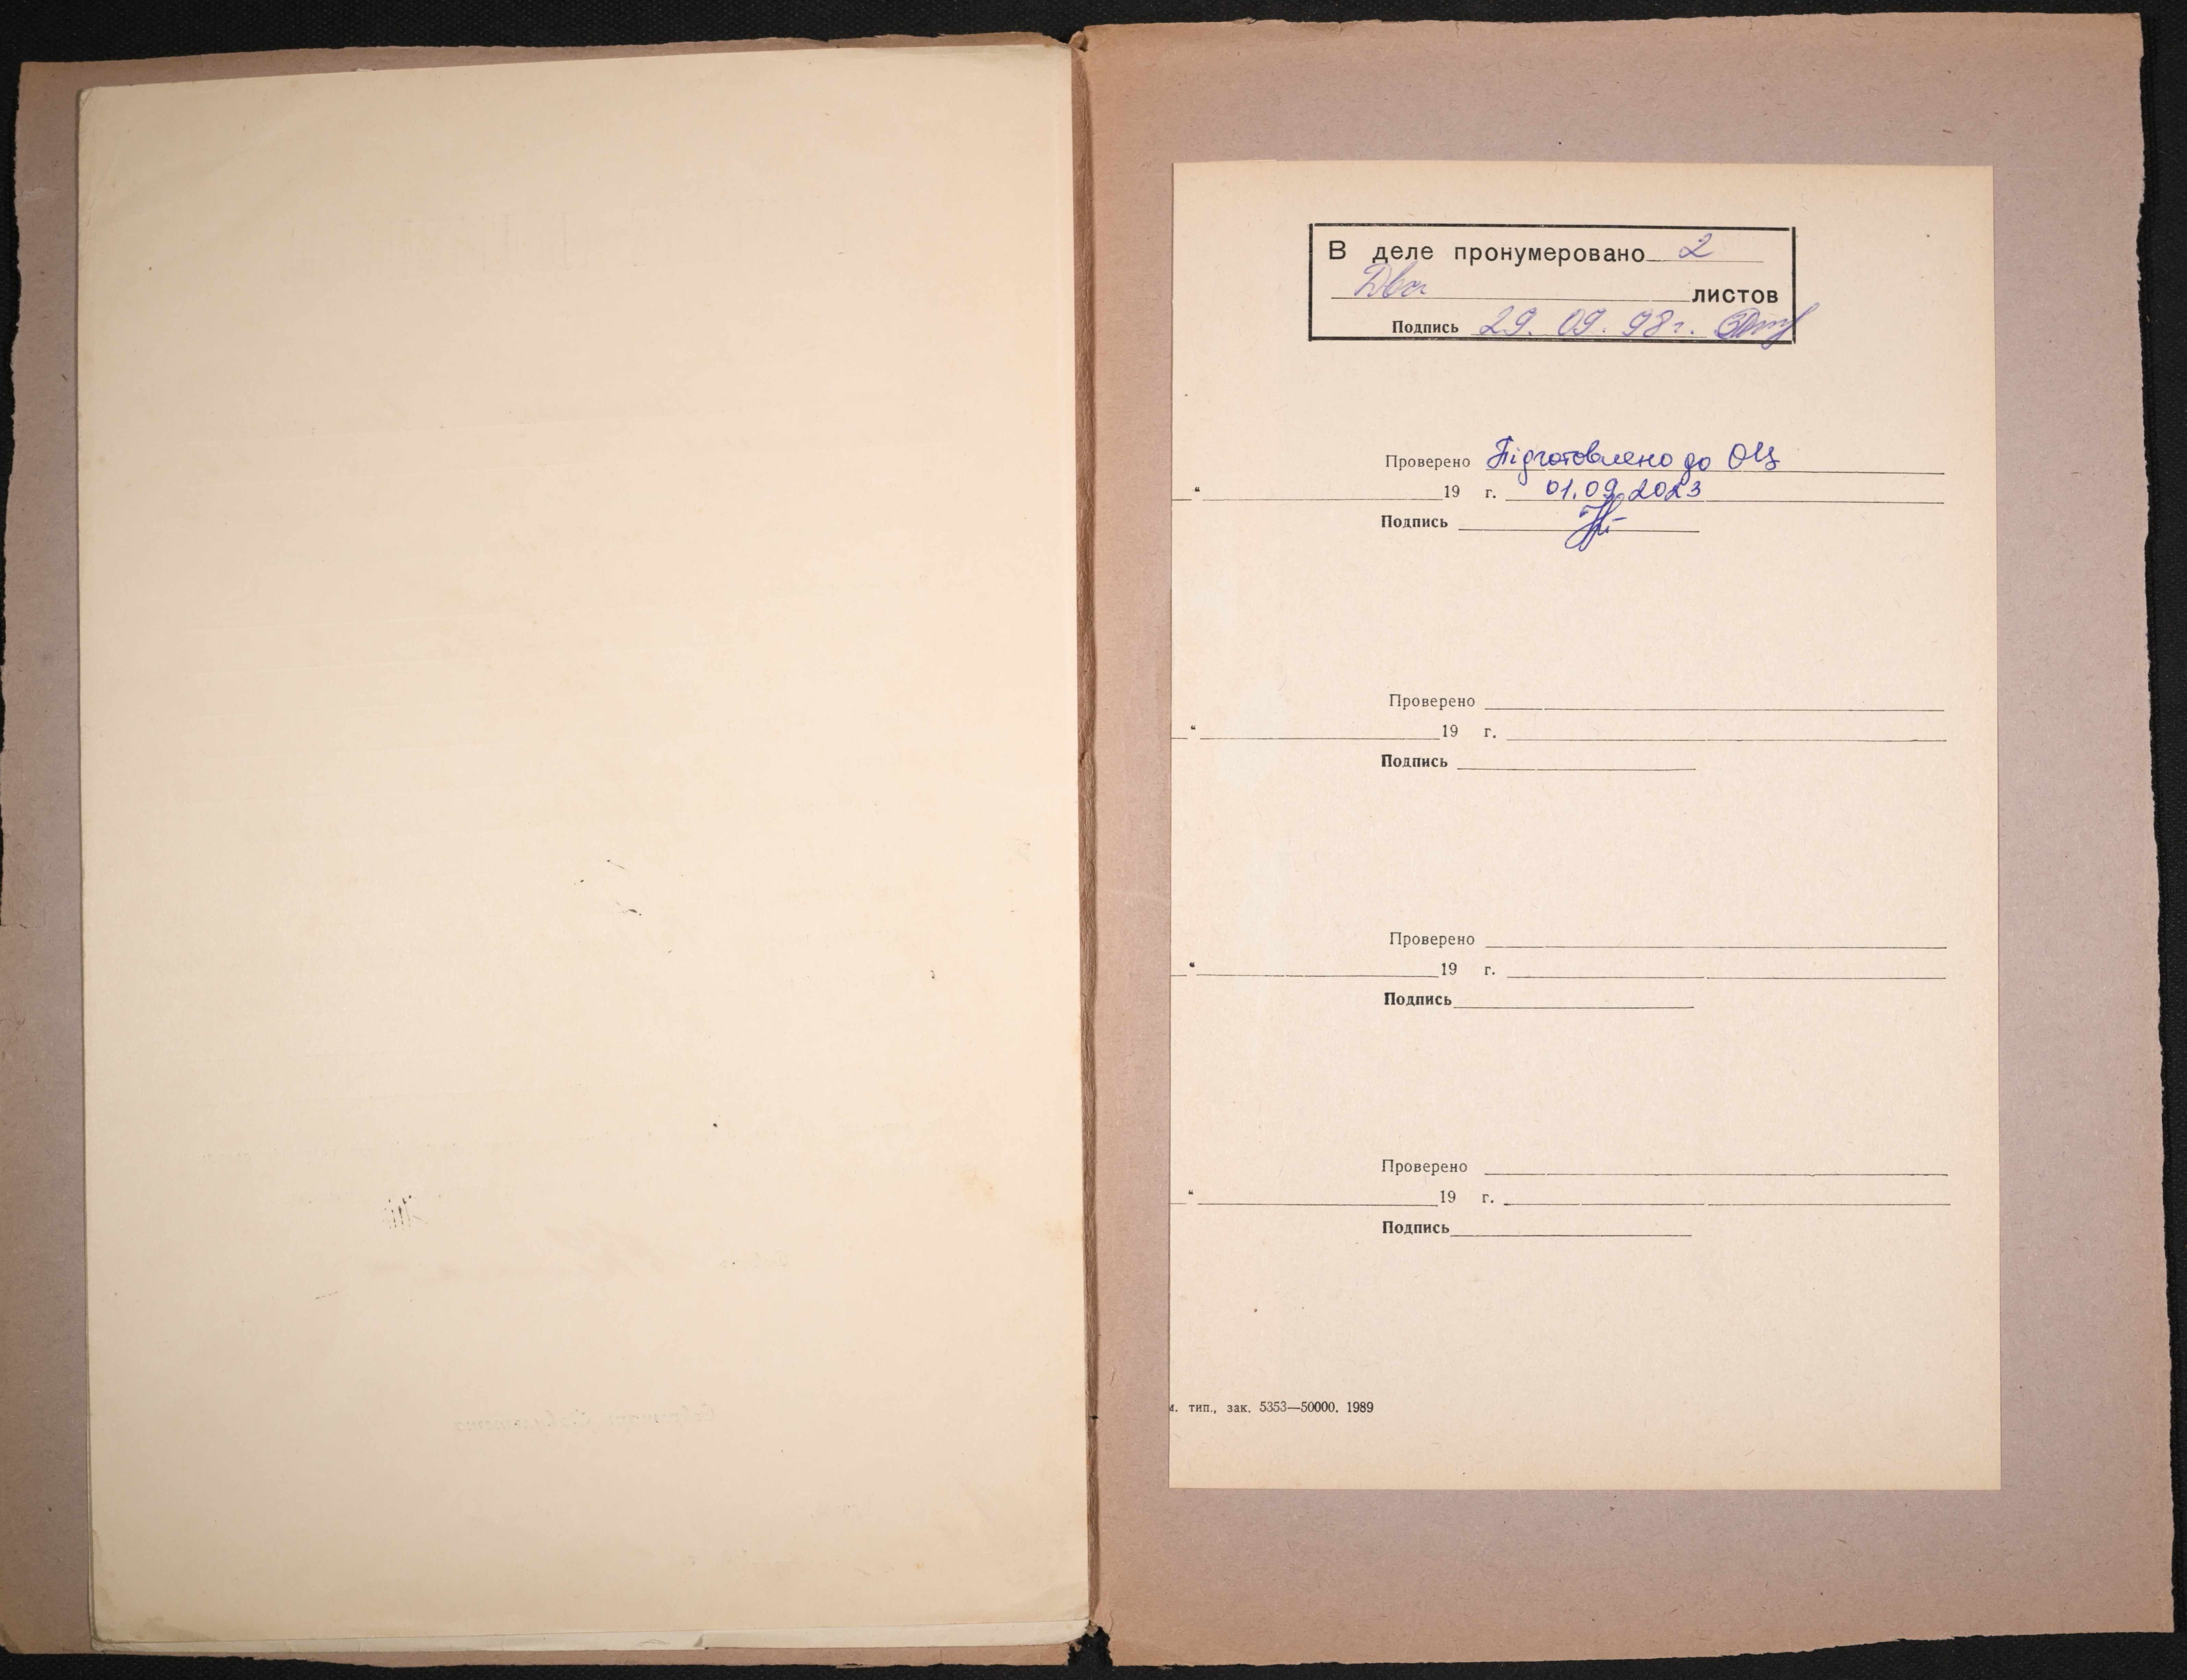 В деле пронумеровано 2
Два листов
Подпись 29.09.98г.
Проверено Підготовлено до ОЦ
“ 19 г. 01.09.2023
Подпись
Проверено
“ 19 г.
Подпись
Проверено
“ 19 г.
Подпись
Проверено
“ 19 г.
Подпись
тип., зак. 5353—50000. 1989